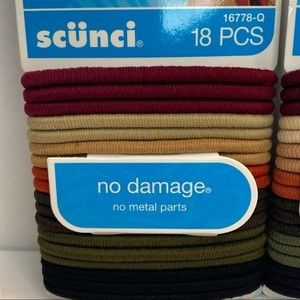 16778-Q
scünci® 18 PCS
no damage®
no metal parts